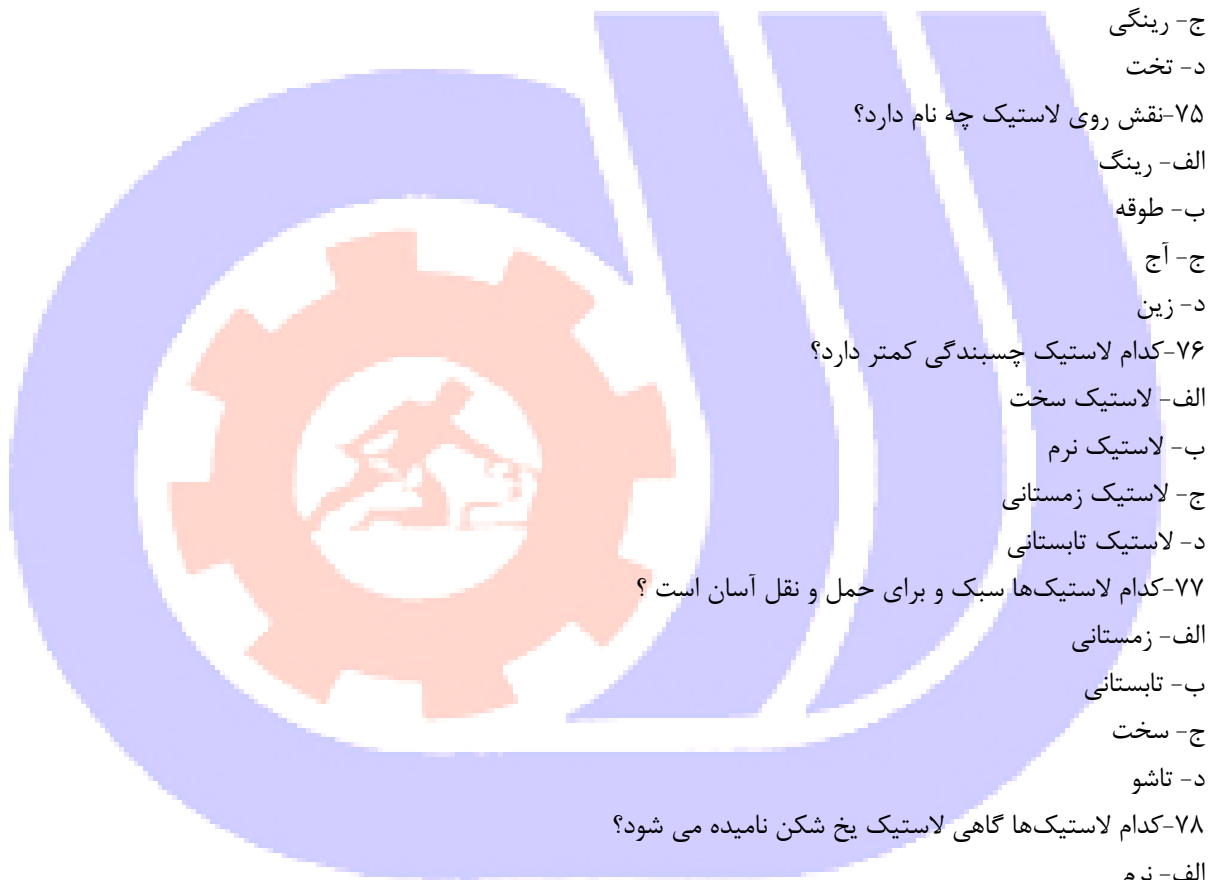 ج- رینگی
د- تخت
۷۵-نقش روی لاستیک چه نام دارد؟
الف- رینگ
ب- طوقه
ج- آج
د- زین
۷۶-کدام لاستیک چسبندگی کمتر دارد؟
الف- لاستیک سخت
ب- لاستیک نرم
ج- لاستیک زمستانی
د- لاستیک تابستانی
۷۷-کدام لاستیک‌ها سبک و برای حمل و نقل آسان است ؟
الف- زمستانی
ب- تابستانی
ج- سخت
د- تاشو
۷۸-کدام لاستیک‌ها گاهی لاستیک یخ شکن نامیده می شود؟
الف- نرم